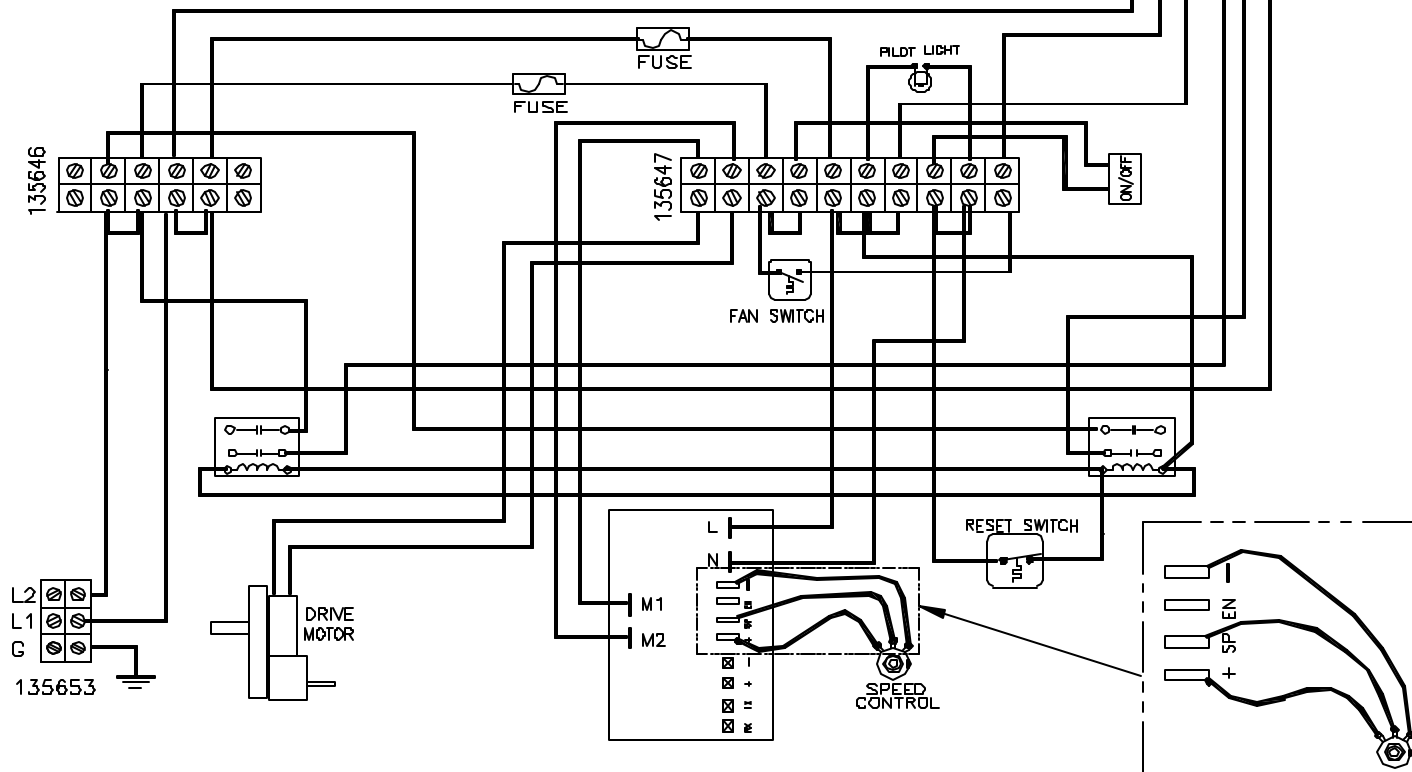 FUSE
PILOT LIGHT
FUSE
135646
135647
ON/OFF
FAN SWITCH
L
RESET SWITCH
N
L2
L1
G
135653
DRIVE
MOTOR
M1
M2
SPEED
CONTROL
EN
SP
+